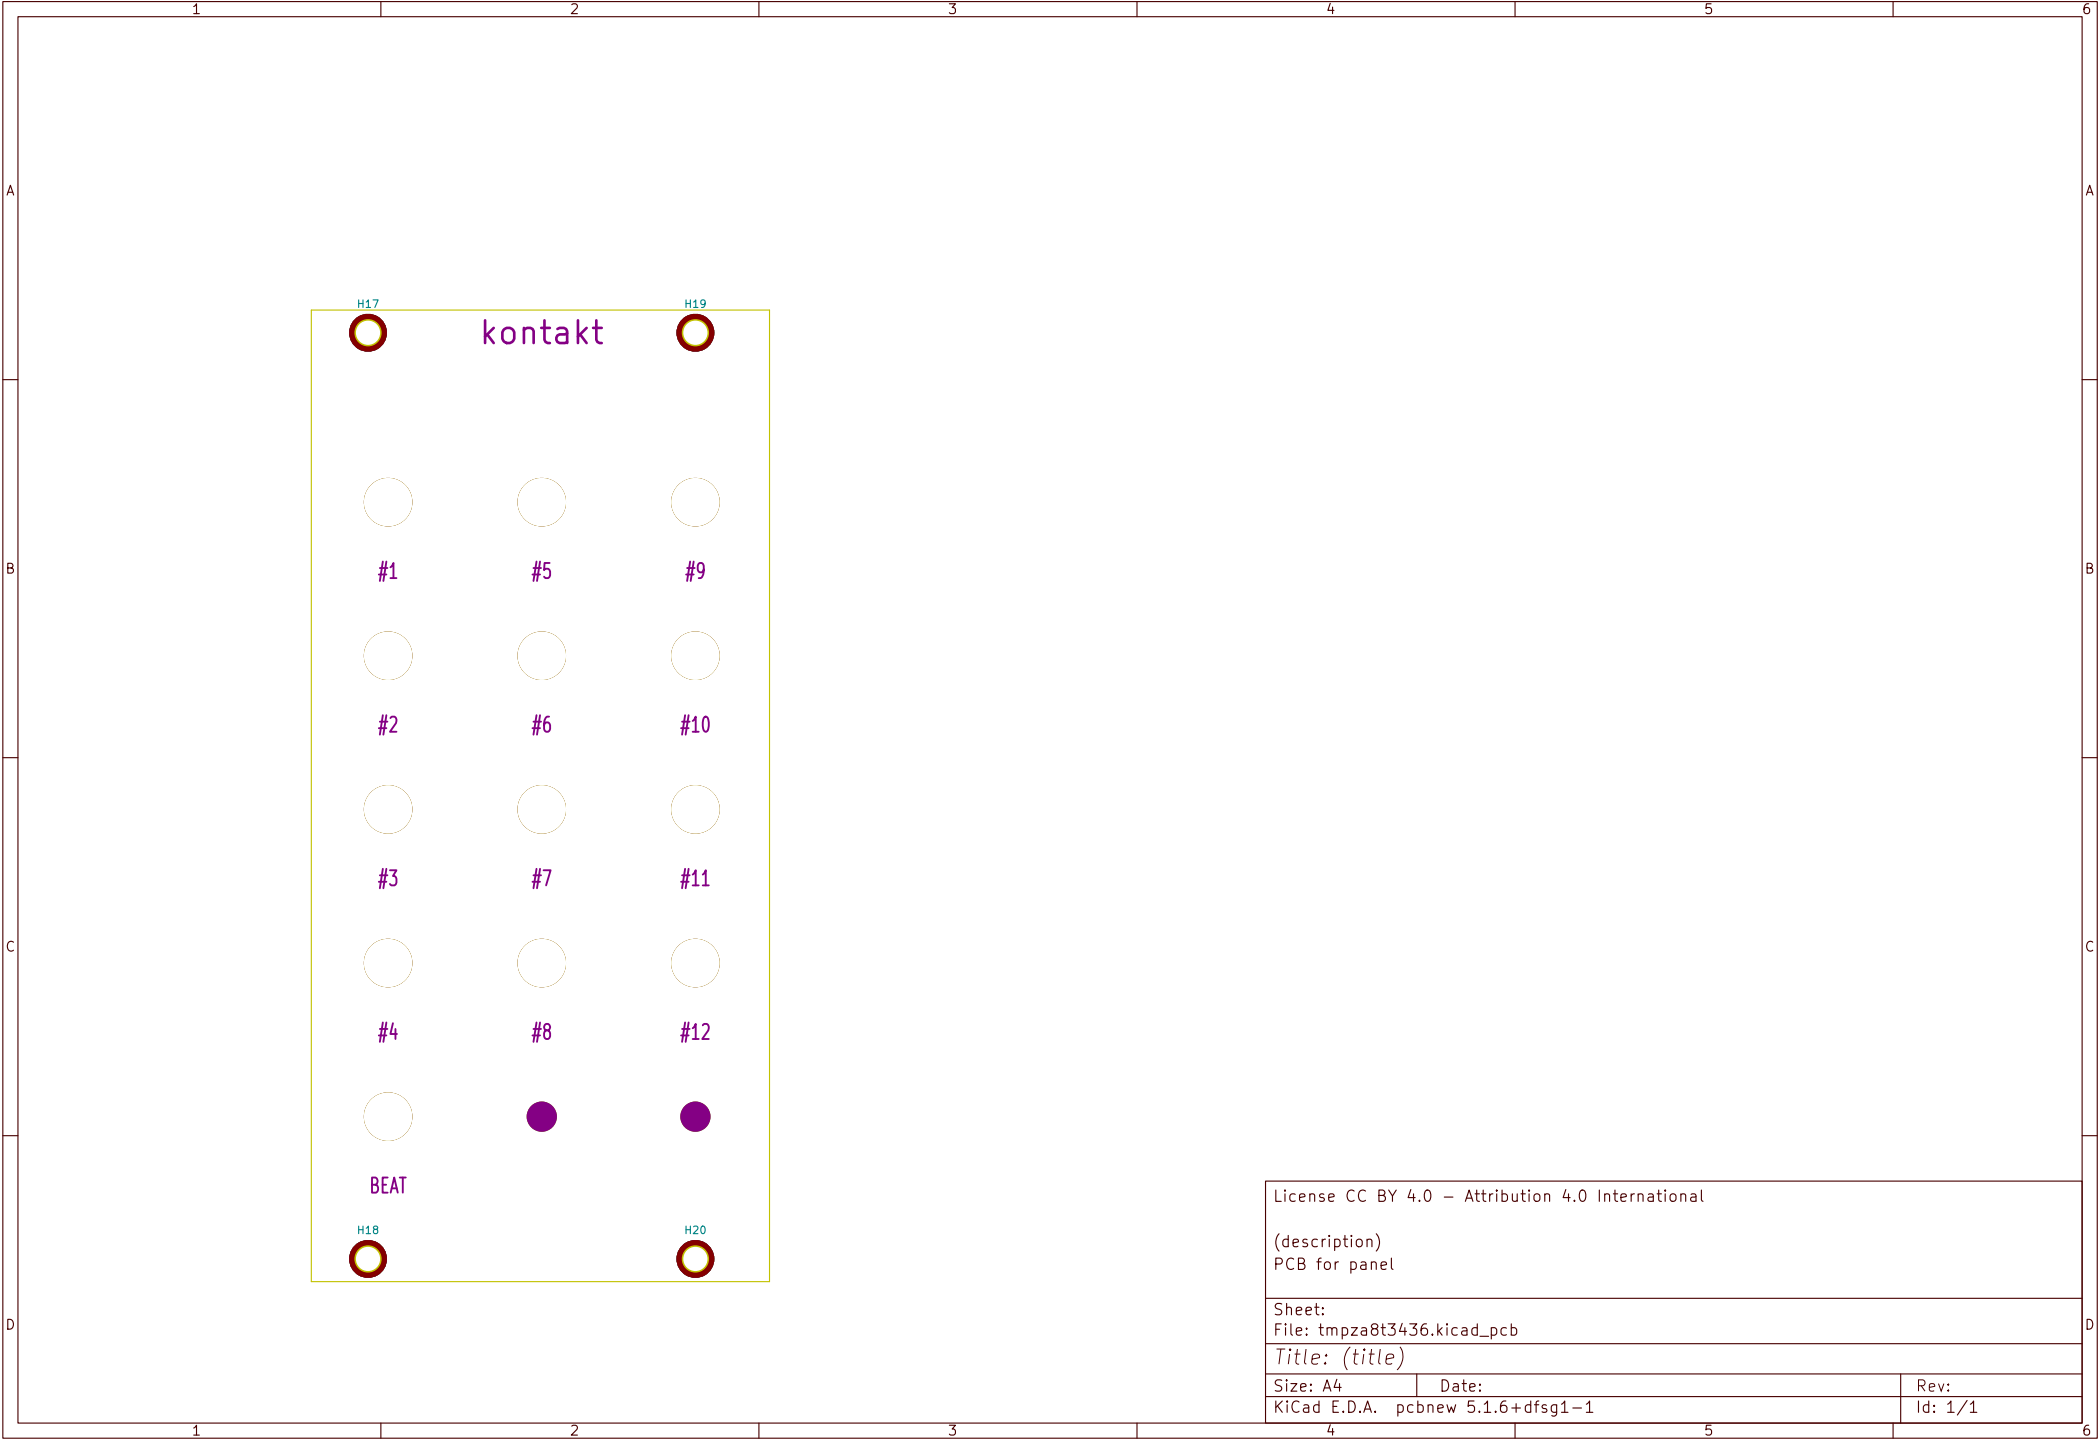 1 2 3 4 5 6
A A
H17 H19
kontakt
#1 #5 #9
B B
#2 #6 #10
#3 #7 #11
C C
#4 #8 #12
BEAT
H18 H20
License CC BY 4.0 – Attribution 4.0 International
(description)
PCB for panel
Sheet:
File: tmpza8t3436.kicad_pcb
D D
Title: (title)
Size: A4 Date: Rev:
KiCad E.D.A. pcbnew 5.1.6+dfsg1-1 Id: 1/1
1 2 3 4 5 6